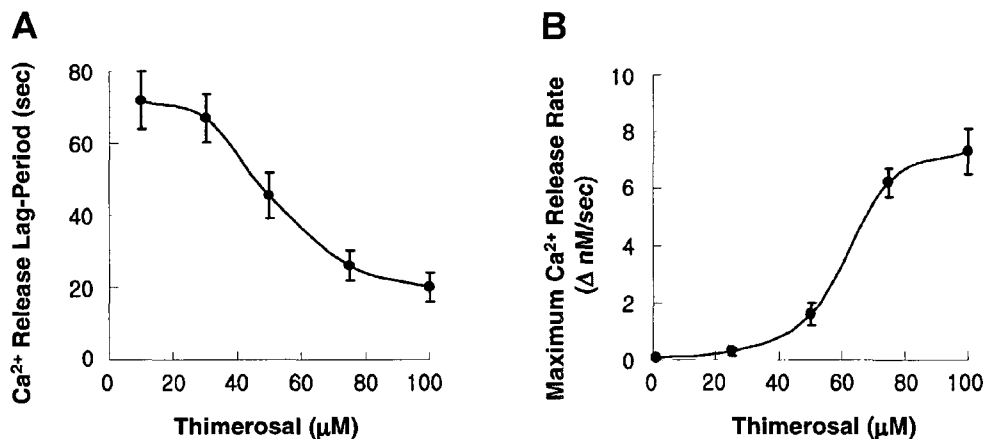 A
Ca²⁺ Release Lag-Period (sec)
80
60
40
20
0
0 20 40 60 80 100
Thimerosal (μM)
B
Maximum Ca²⁺ Release Rate
(Δ nM/sec)
10
8
6
4
2
0
0 20 40 60 80 100
Thimerosal (μM)